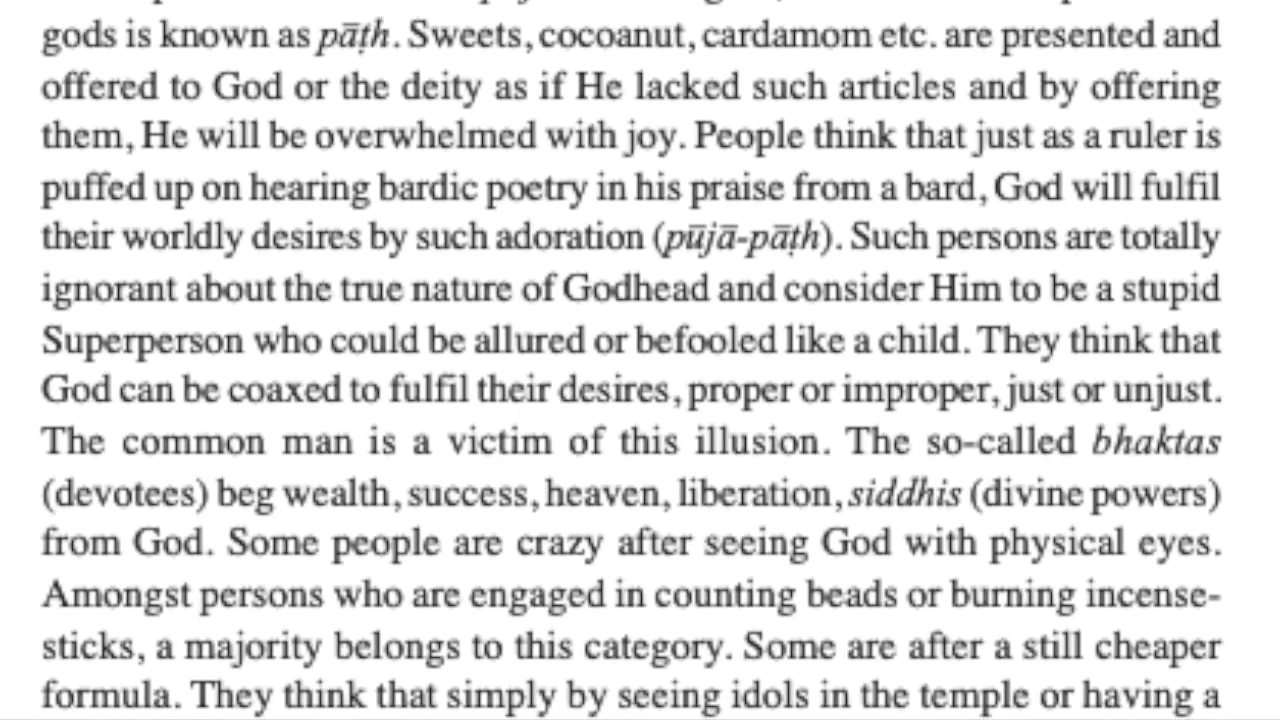 gods is known as pāṭh. Sweets, cocoanut, cardamom etc. are presented and
offered to God or the deity as if He lacked such articles and by offering
them, He will be overwhelmed with joy. People think that just as a ruler is
puffed up on hearing bardic poetry in his praise from a bard, God will fulfil
their worldly desires by such adoration (pūjā-pāṭh). Such persons are totally
ignorant about the true nature of Godhead and consider Him to be a stupid
Superperson who could be allured or befooled like a child. They think that
God can be coaxed to fulfil their desires, proper or improper, just or unjust.
The common man is a victim of this illusion. The so-called bhaktas
(devotees) beg wealth, success, heaven, liberation, siddhis (divine powers)
from God. Some people are crazy after seeing God with physical eyes.
Amongst persons who are engaged in counting beads or burning incense-
sticks, a majority belongs to this category. Some are after a still cheaper
formula. They think that simply by seeing idols in the temple or having a